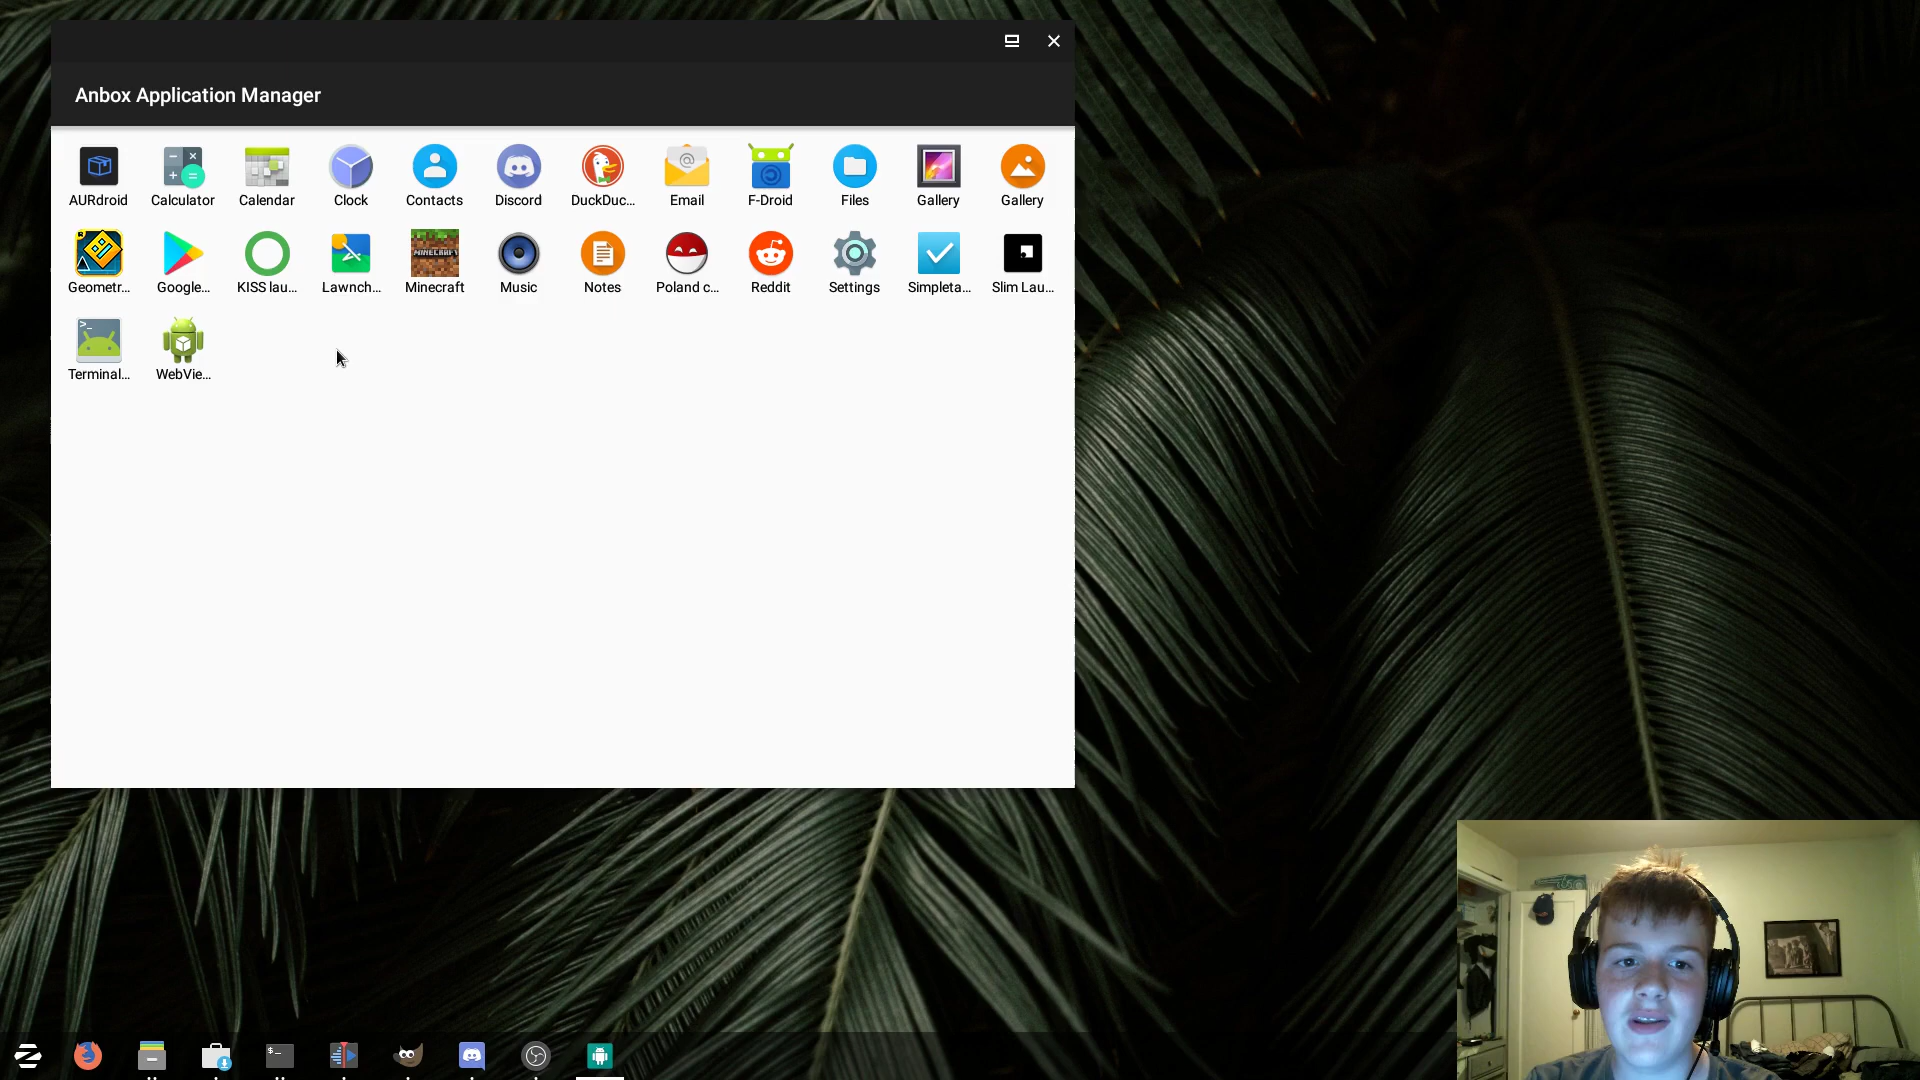 Anbox Application Manager
AURdroid Calculator Calendar Clock Contacts Discord DuckDuc... Email F-Droid Files Gallery Gallery
Geometr... Google... KISS lau... Lawnch... Minecraft Music Notes Poland c... Reddit Settings Simpleta... Slim Lau...
MINECRAFT
Terminal... WebVie...